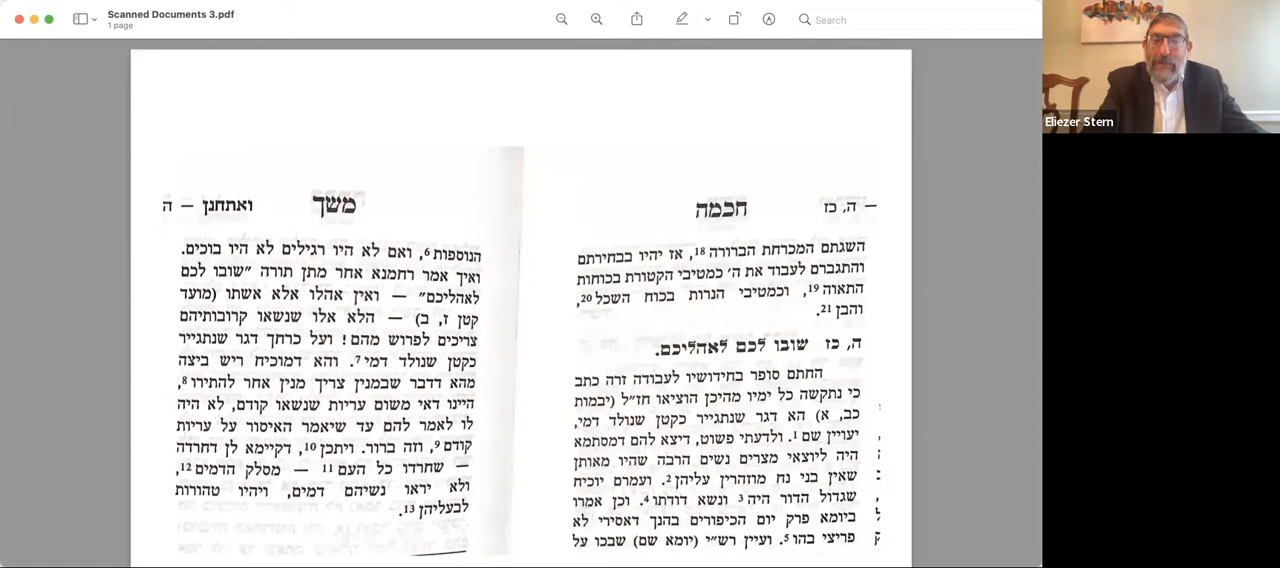 Scanned Documents 3.pdf
1 page
Search
Eliezer Stern
חכמה
— ה, כז
השגתם המכרחת הברורה 18, אז יהיו בבחירתם
והתגברם לעבוד את ה׳ כמטיבי הקטורת בכוחות
התאוה 19, וכמטיבי הנרות בכוח השכל 20,
והבן 21.
ה, כז שובו לכם לאהליכם.
החתם סופר בחידושיו לעבודה זרה כתב
כי נתקשה כל ימיו מהיכן הוציאו חז״ל (יבמות
כב, א) הא דגר שנתגייר כקטן שנולד דמי,
יעויין שם 1. ולדעתי פשוט, דיצא להם דמסתמא
היה ליוצאי מצרים נשים הרבה שהיו מאותן
שאין בני נח מוזהרין עליהן 2. ועמרם יוכיח
שגדול הדור היה 3 ונשא דודתו 4. וכן אמרו
ביומא פרק יום הכיפורים בהנך דאסירי לא
פריצי בהו 5. ועיין רש״י (יומא שם) שבכו על
ואתחנן — ה
משך
הנוספות 6, ואם לא היו רגילים לא היו בוכים.
ואיך אמר רחמנא אחר מתן תורה ״שובו לכם
לאהליכם״ — ואין אהלו אלא אשתו (מועד
קטן ז, ב) — הלא אלו שנשאו קרובותיהם
צריכים לפרוש מהם! ועל כרחך דגר שנתגייר
כקטן שנולד דמי 7. והא דמוכיח ריש ביצה
מהא דדבר שבמנין צריך מנין אחר להתירו 8,
היינו דאי משום עריות שנשאו קודם, לא היה
לו לאמר להם עד שיאמר האיסור על עריות
קודם 9, וזה ברור. ויתכן 10, דקיימא לן דחרדה
— שחרדו כל העם 11 — מסלק הדמים 12,
ולא יראו נשיהם דמים, ויהיו טהורות
לבעליהן 13.